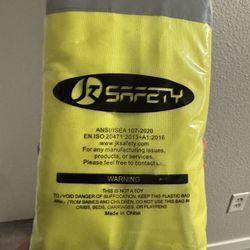 JK SAFETY
ANSI/ISEA 107-2020
EN ISO 20471:2013+A1:2016
www.jksafety.com
For any manufacturing issues,
products, or services.
Please feel free to contact us.
WARNING
THIS IS NOT A TOY
TO AVOID DANGER OF SUFFOCATION, KEEP THIS PLASTIC BAG
AWAY FROM BABIES AND CHILDREN, DO NOT USE THIS BAG IN
CRIBS, BEDS, CARRIAGES, OR PLAYPENS
Made in China